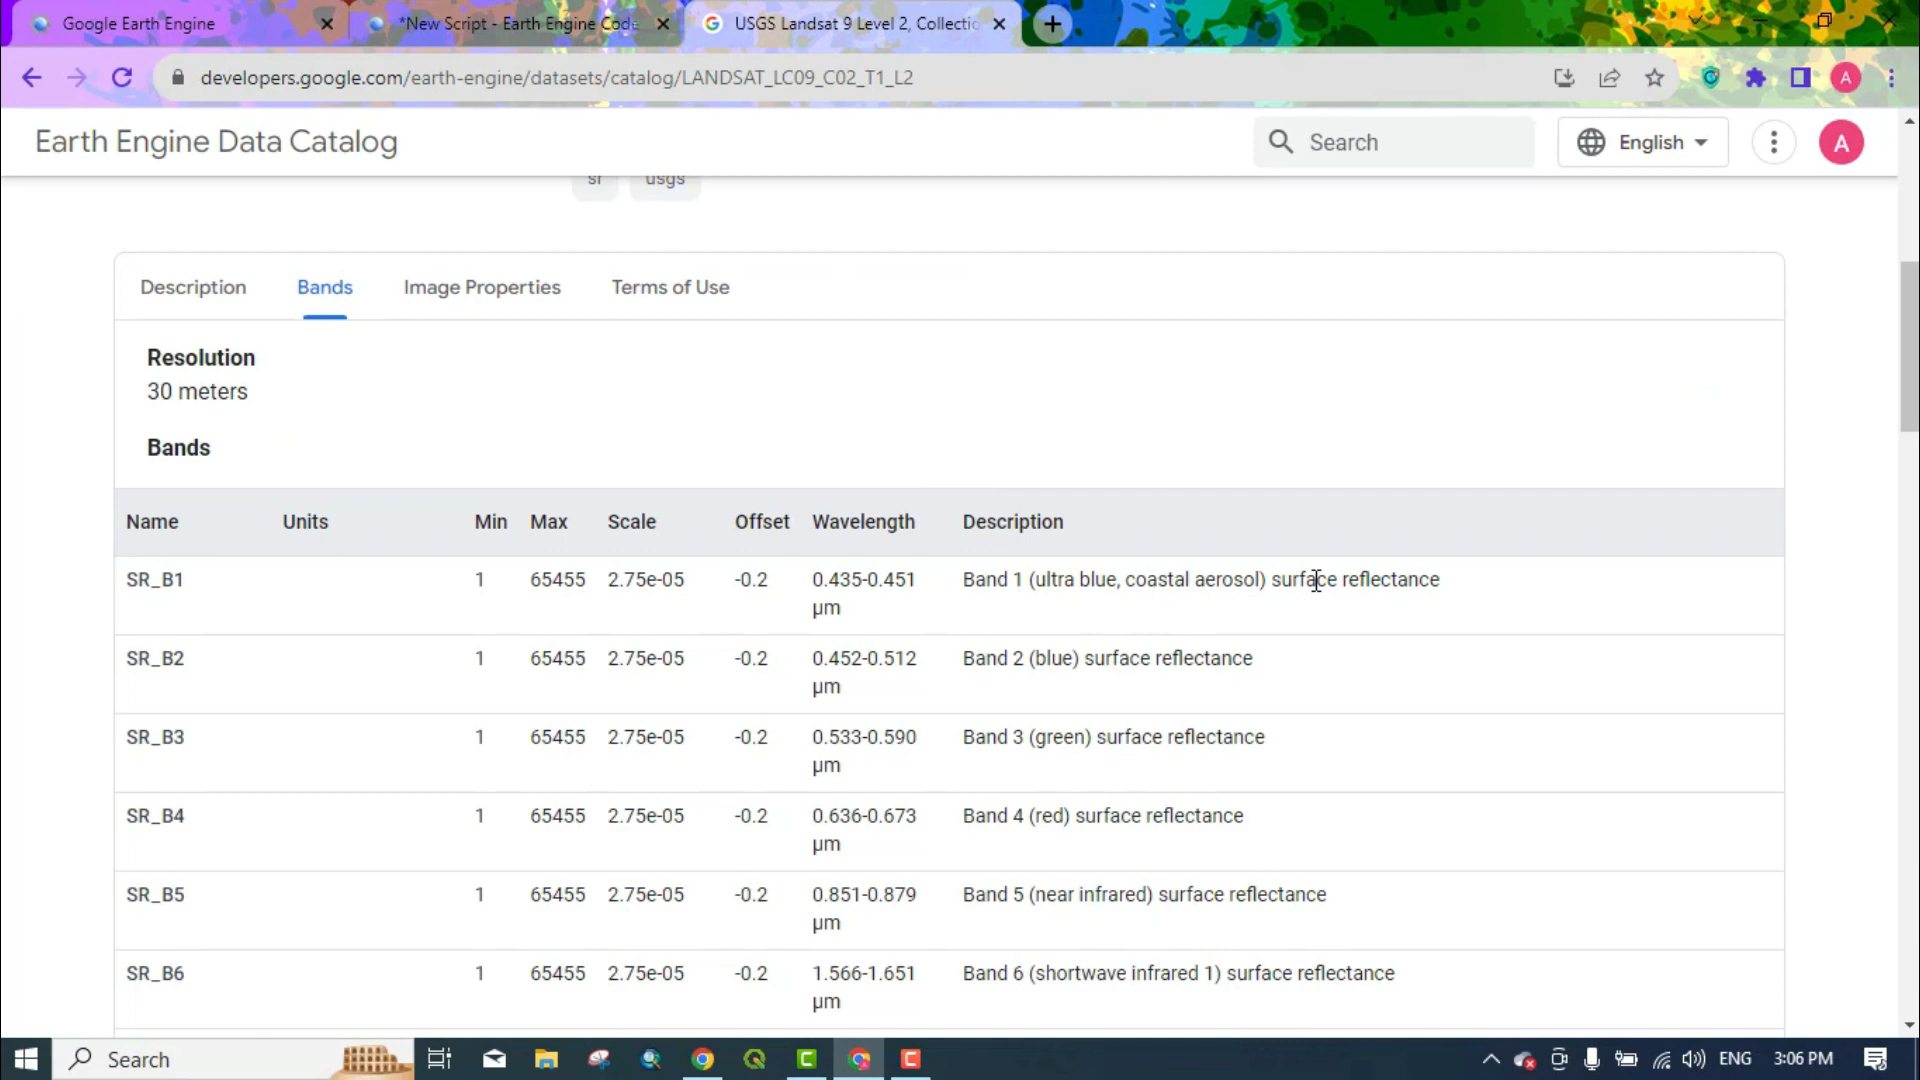 Google Earth Engine
*New Script - Earth Engine Code
USGS Landsat 9 Level 2, Collectio
developers.google.com/earth-engine/datasets/catalog/LANDSAT_LC09_C02_T1_L2
A
Earth Engine Data Catalog
Search
English
A
sr usgs
Description Bands Image Properties Terms of Use
Resolution
30 meters
Bands
Name Units Min Max Scale Offset Wavelength Description
SR_B1 1 65455 2.75e-05 -0.2 0.435-0.451 Band 1 (ultra blue, coastal aerosol) surface reflectance
μm
SR_B2 1 65455 2.75e-05 -0.2 0.452-0.512 Band 2 (blue) surface reflectance
μm
SR_B3 1 65455 2.75e-05 -0.2 0.533-0.590 Band 3 (green) surface reflectance
μm
SR_B4 1 65455 2.75e-05 -0.2 0.636-0.673 Band 4 (red) surface reflectance
μm
SR_B5 1 65455 2.75e-05 -0.2 0.851-0.879 Band 5 (near infrared) surface reflectance
μm
SR_B6 1 65455 2.75e-05 -0.2 1.566-1.651 Band 6 (shortwave infrared 1) surface reflectance
μm
Search
ENG 3:06 PM